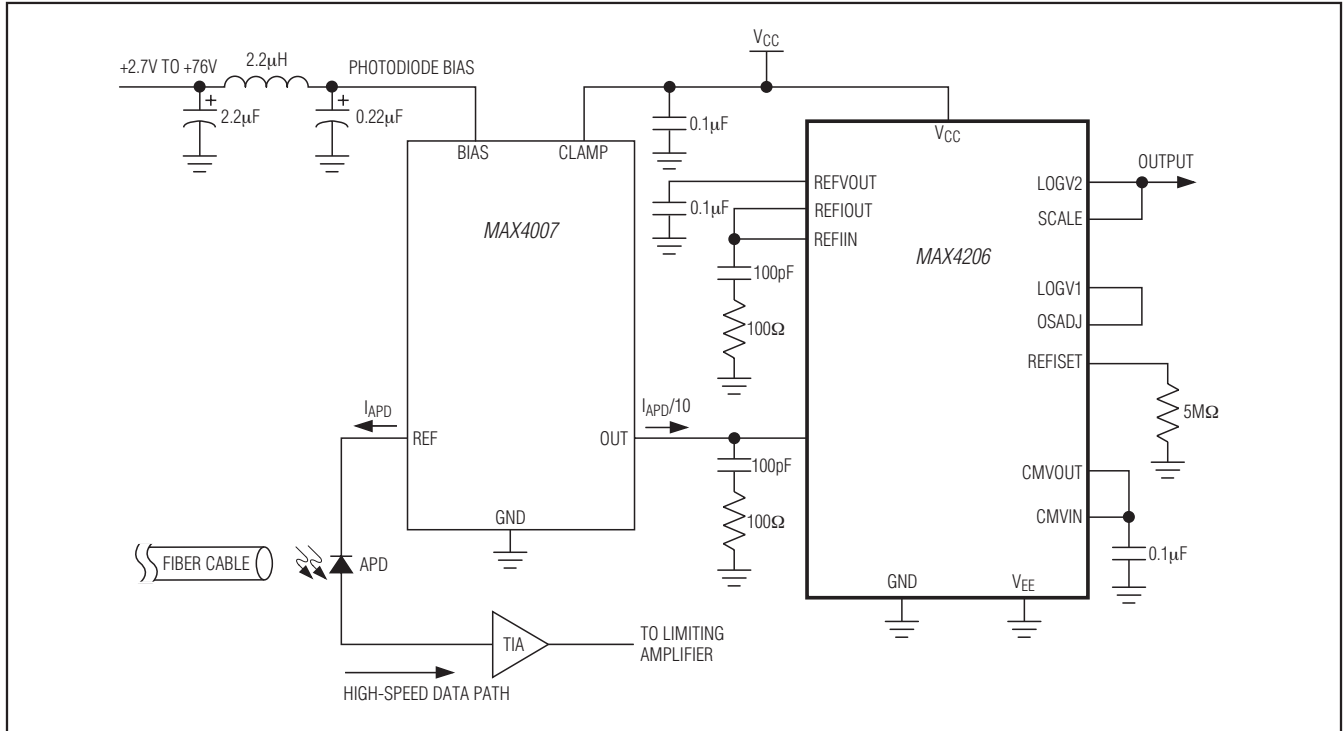 +2.7V TO +76V
2.2μH
PHOTODIODE BIAS
2.2μF
0.22μF
VCC
0.1μF
BIAS
CLAMP
MAX4007
REF
OUT
GND
IAPD
IAPD/10
0.1μF
100pF
100Ω
100pF
100Ω
VCC
REFVOUT
REFIOUT
REFIIN
MAX4206
LOGV2
SCALE
LOGV1
OSADJ
REFISET
CMVOUT
CMVIN
GND
VEE
OUTPUT
5MΩ
0.1μF
FIBER CABLE
APD
TIA
TO LIMITING
AMPLIFIER
HIGH-SPEED DATA PATH